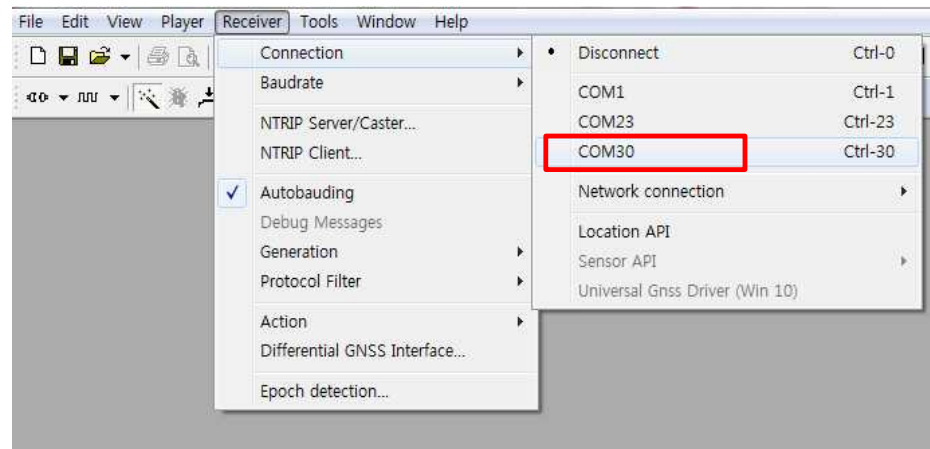 File Edit View Player Receiver Tools Window Help
Connection
Baudrate
NTRIP Server/Caster...
NTRIP Client...
Autobauding
Debug Messages
Generation
Protocol Filter
Action
Differential GNSS Interface...
Epoch detection...
Disconnect Ctrl-0
COM1 Ctrl-1
COM23 Ctrl-23
COM30 Ctrl-30
Network connection
Location API
Sensor API
Universal Gnss Driver (Win 10)